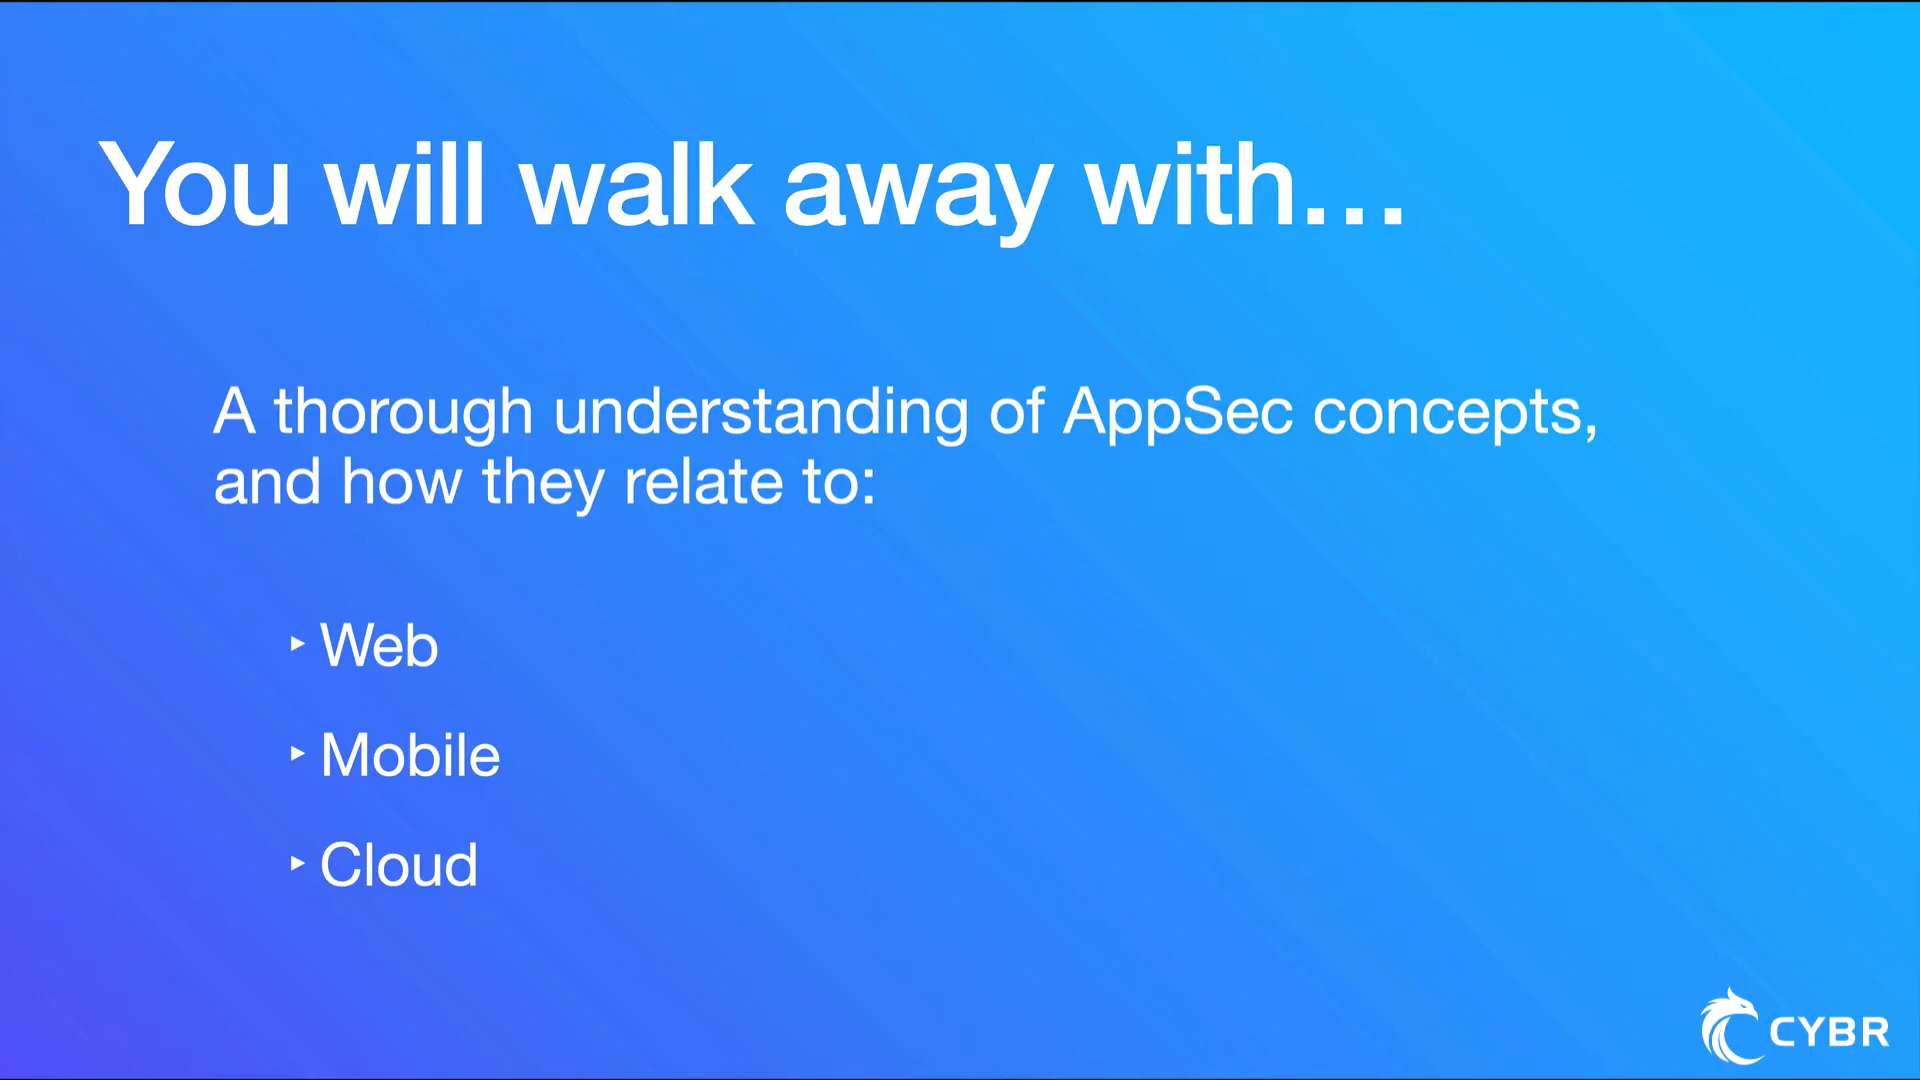 You will walk away with…
A thorough understanding of AppSec concepts,
and how they relate to:
‣ Web
‣ Mobile
‣ Cloud
CYBR